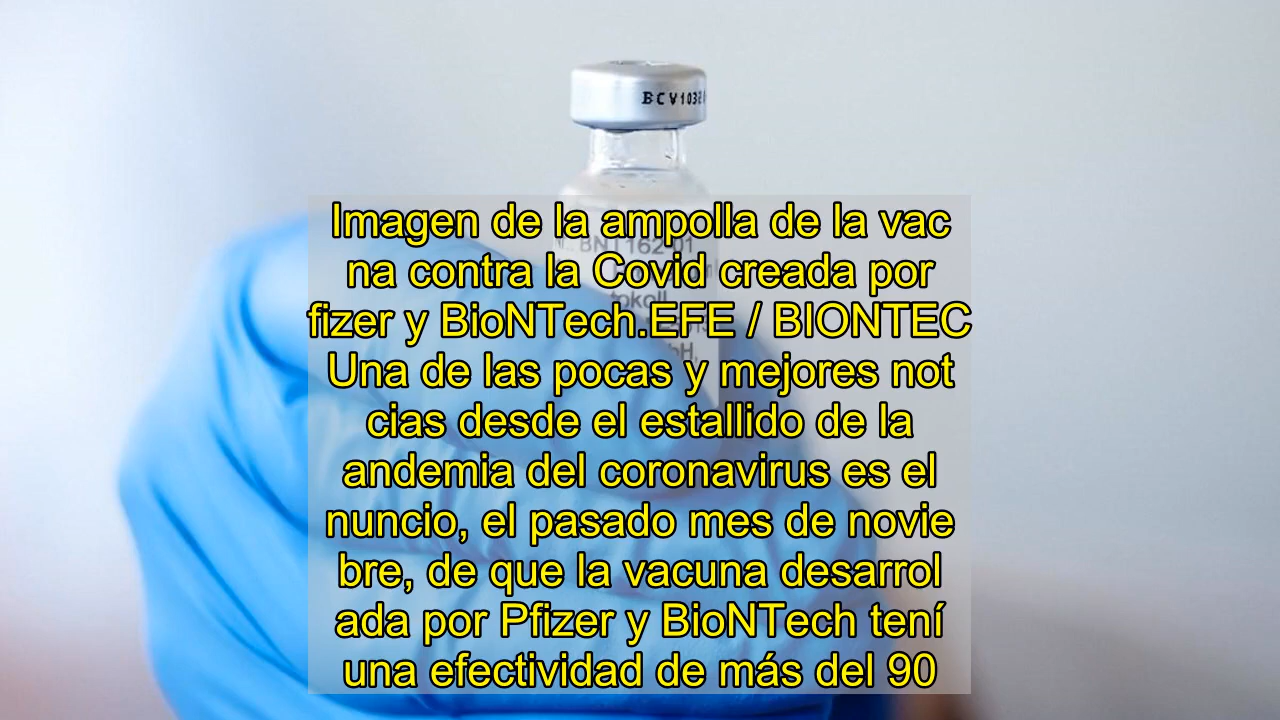 BCV103
Imagen de la ampolla de la vac
na contra la Covid creada por
fizer y BioNTech.EFE / BIONTEC
Una de las pocas y mejores not
cias desde el estallido de la
andemia del coronavirus es el
nuncio, el pasado mes de novie
bre, de que la vacuna desarrol
ada por Pfizer y BioNTech tení
una efectividad de más del 90
BNT162-01